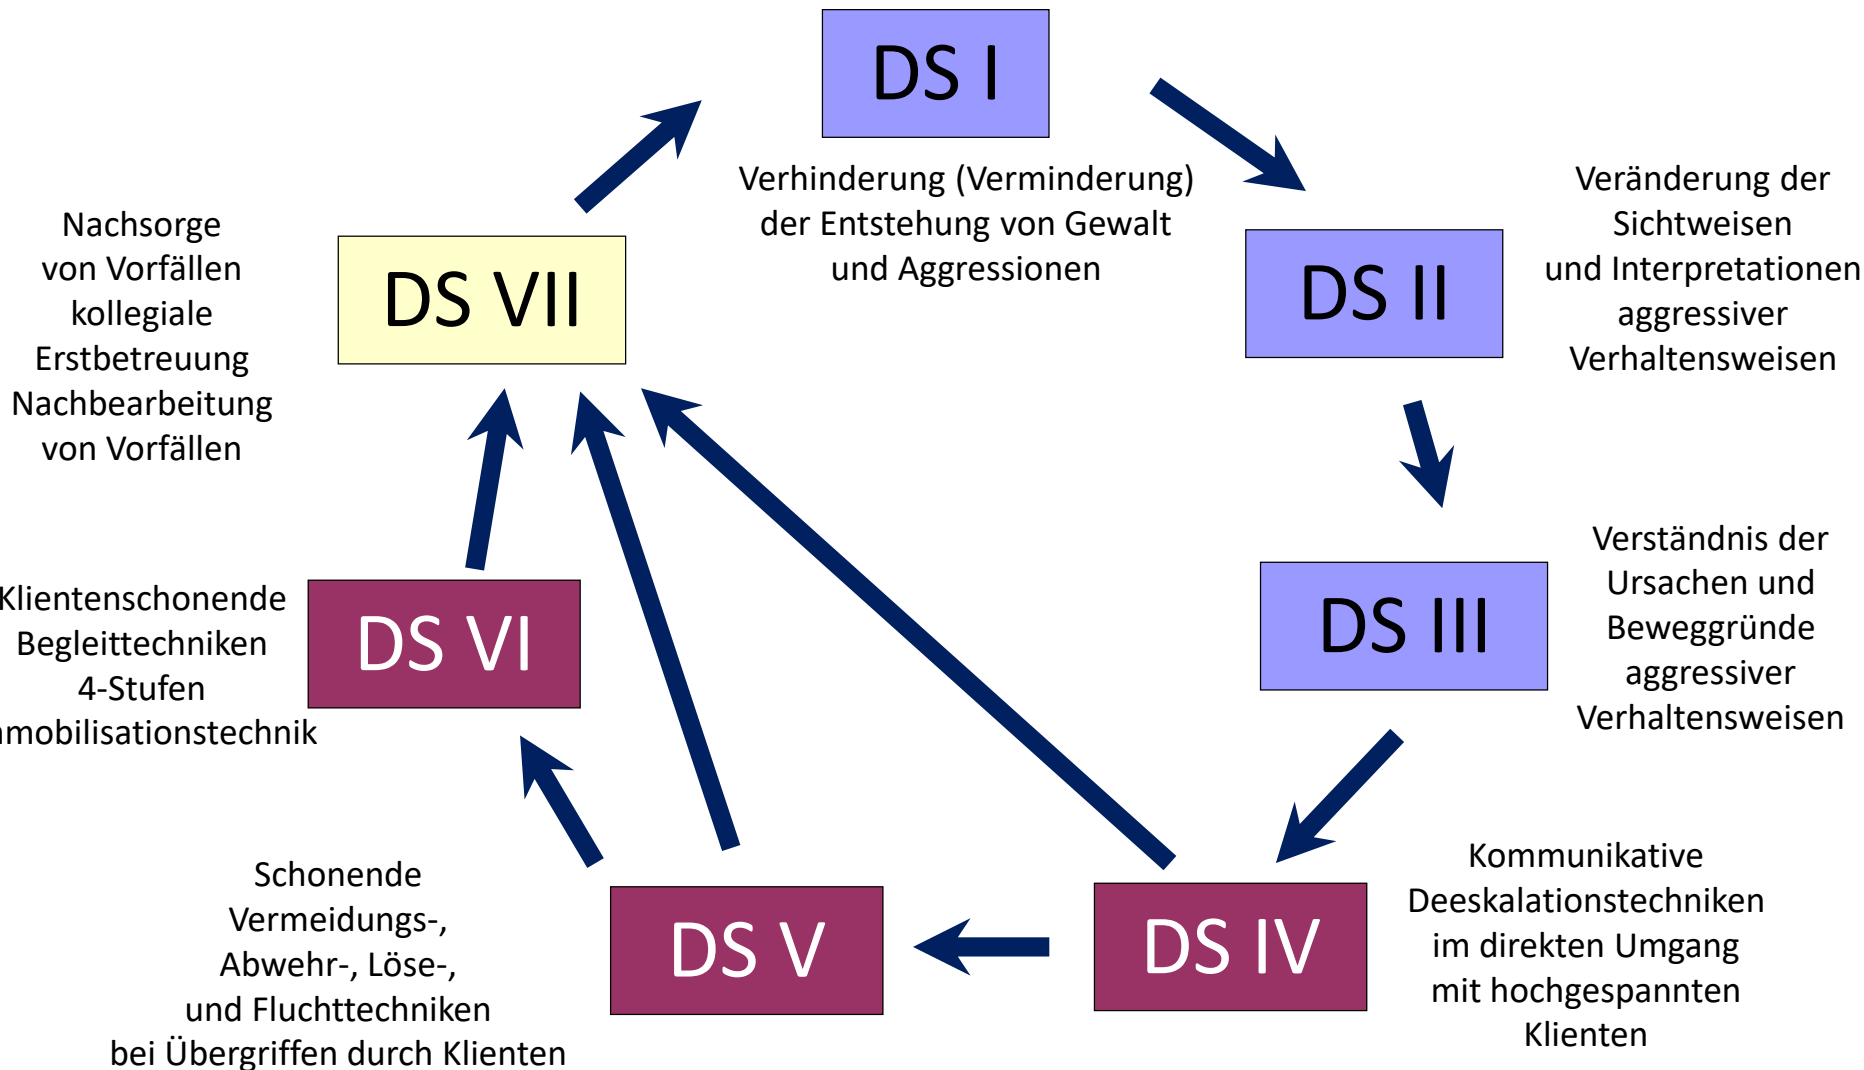 DS I
Verhinderung (Verminderung)
der Entstehung von Gewalt
und Aggressionen
DS II
Veränderung der
Sichtweisen
und Interpretationen
aggressiver
Verhaltensweisen
DS III
Verständnis der
Ursachen und
Beweggründe
aggressiver
Verhaltensweisen
DS IV
Kommunikative
Deeskalationstechniken
im direkten Umgang
mit hochgespannten
Klienten
DS V
Schonende
Vermeidungs-,
Abwehr-, Löse-,
und Fluchttechniken
bei Übergriffen durch Klienten
DS VI
Klientenschonende
Begleittechniken
4-Stufen
mobilisationstechnik
DS VII
Nachsorge
von Vorfällen
kollegiale
Erstbetreuung
Nachbearbeitung
von Vorfällen